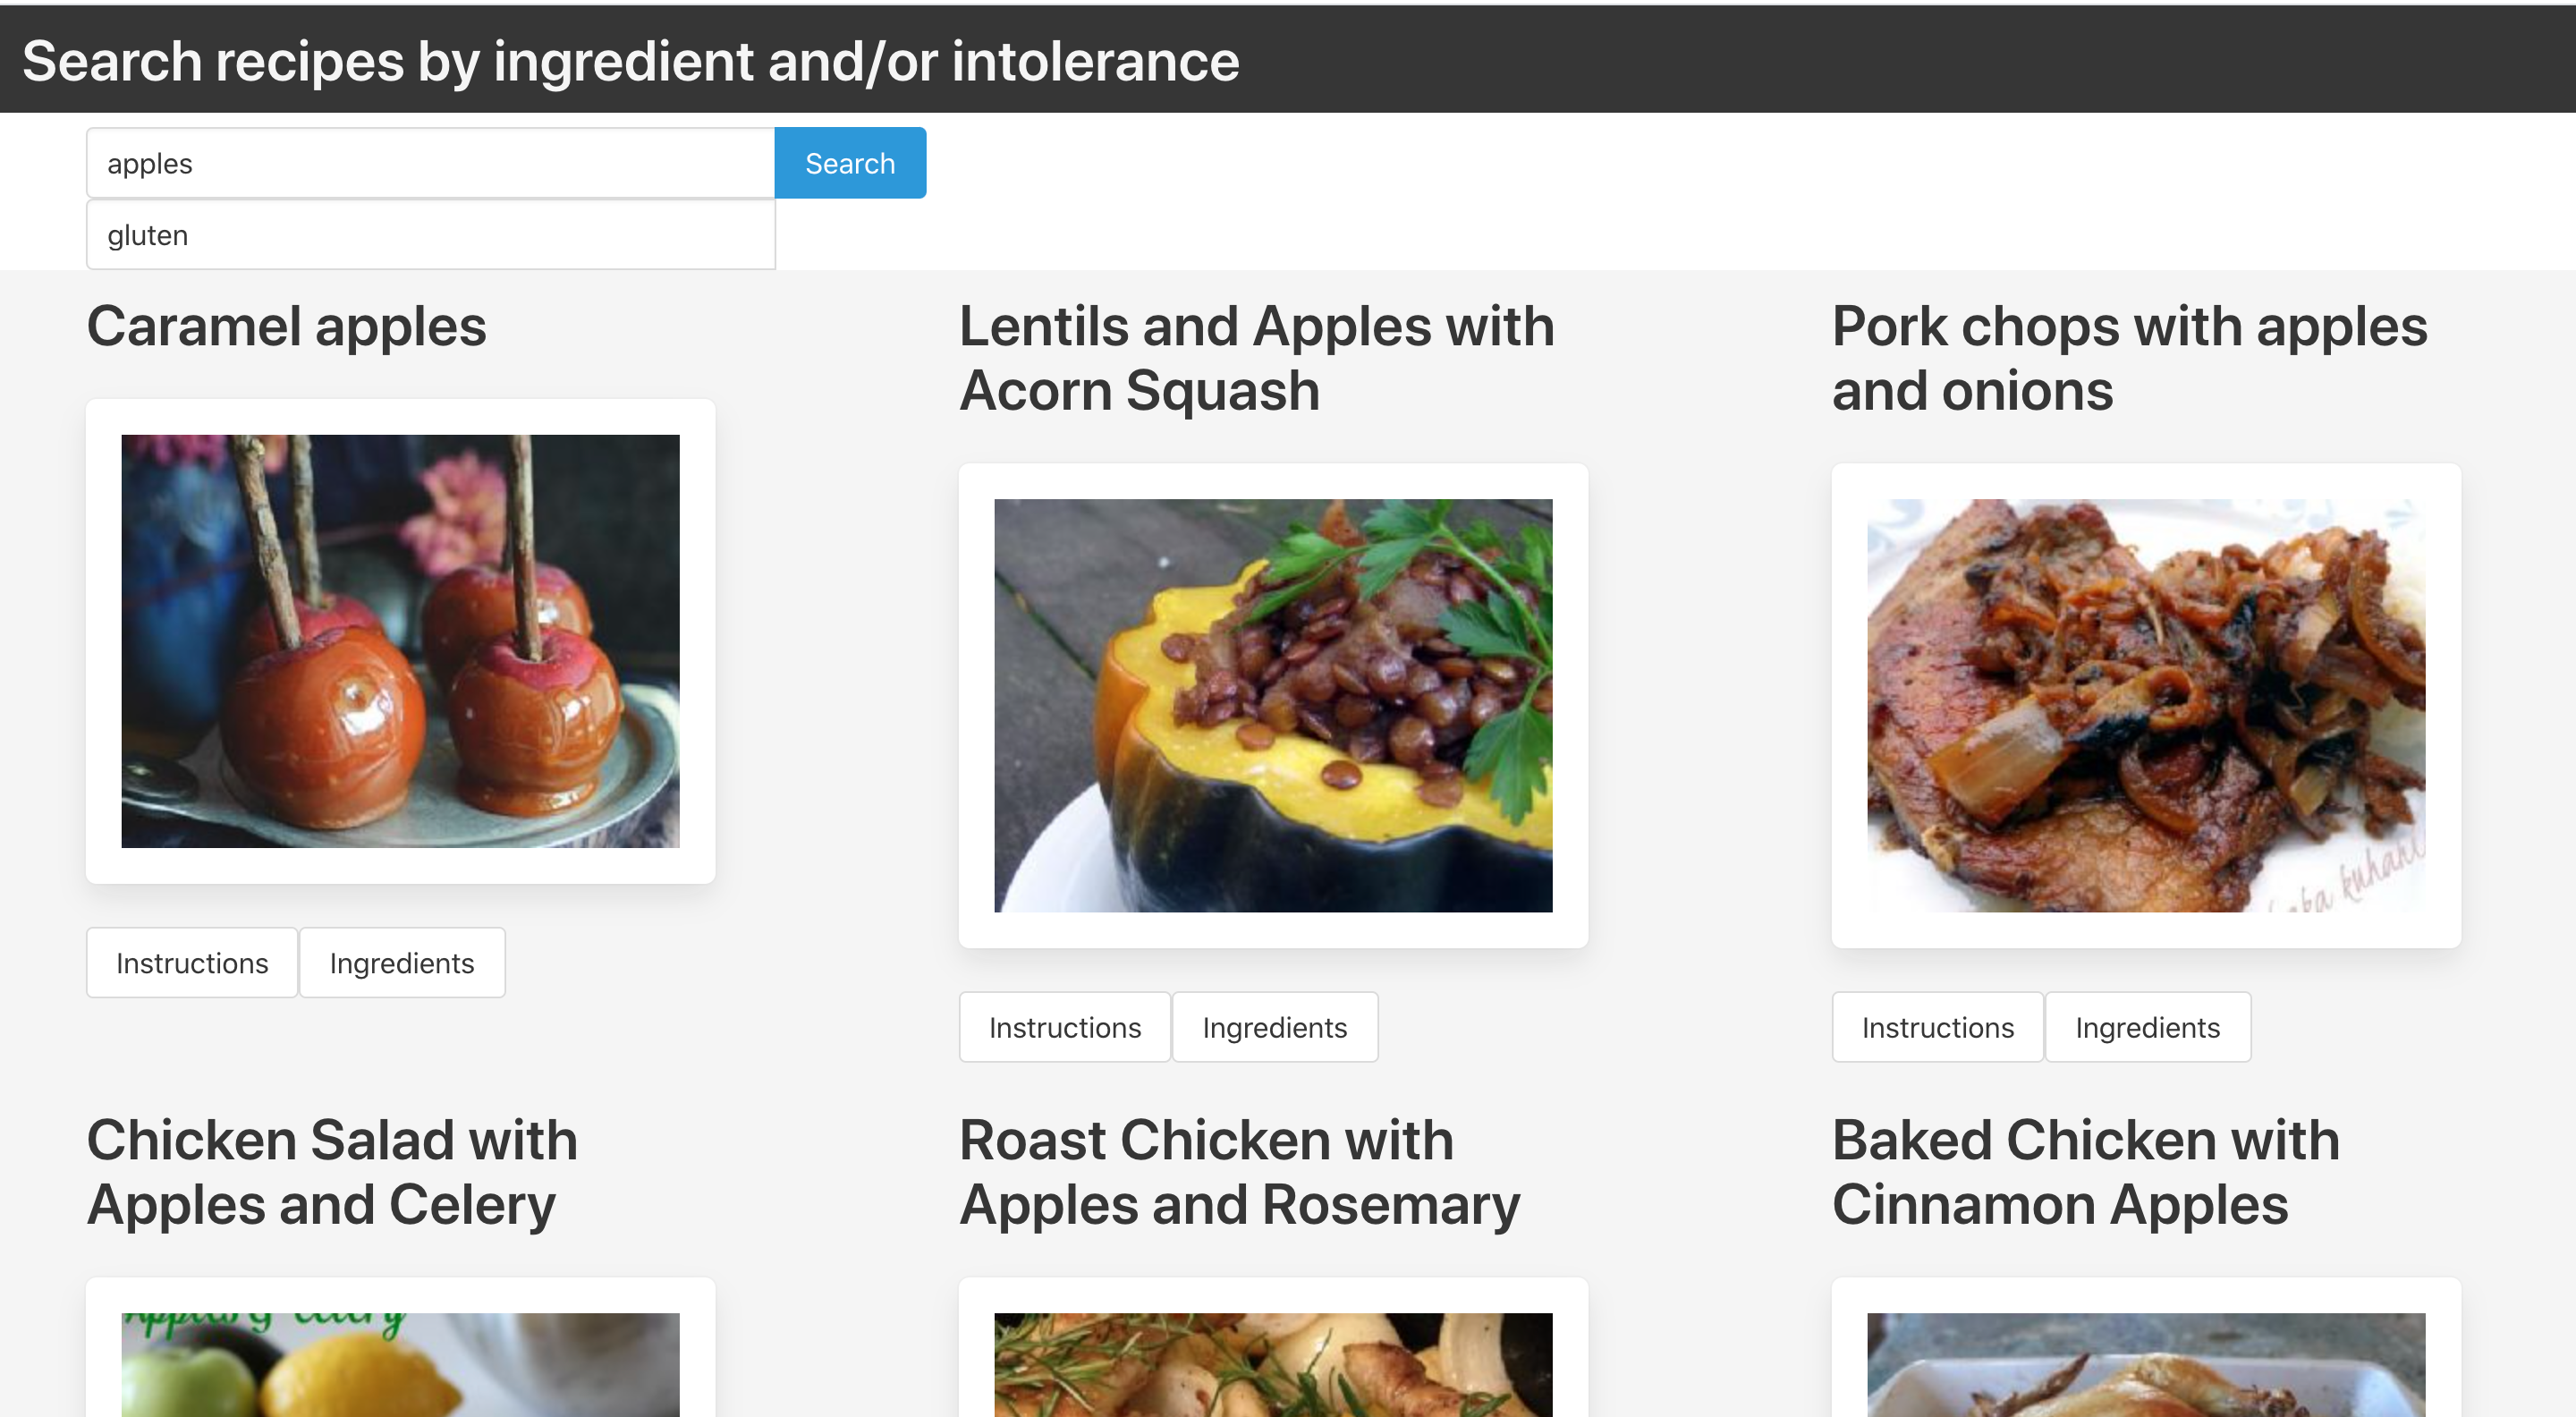 Search recipes by ingredient and/or intolerance
apples
Search
gluten
Caramel apples
Lentils and Apples with
Acorn Squash
Pork chops with apples
and onions
kuhan
Instructions
Ingredients
Instructions
Ingredients
Instructions
Ingredients
Chicken Salad with
Apples and Celery
Roast Chicken with
Apples and Rosemary
Baked Chicken with
Cinnamon Apples